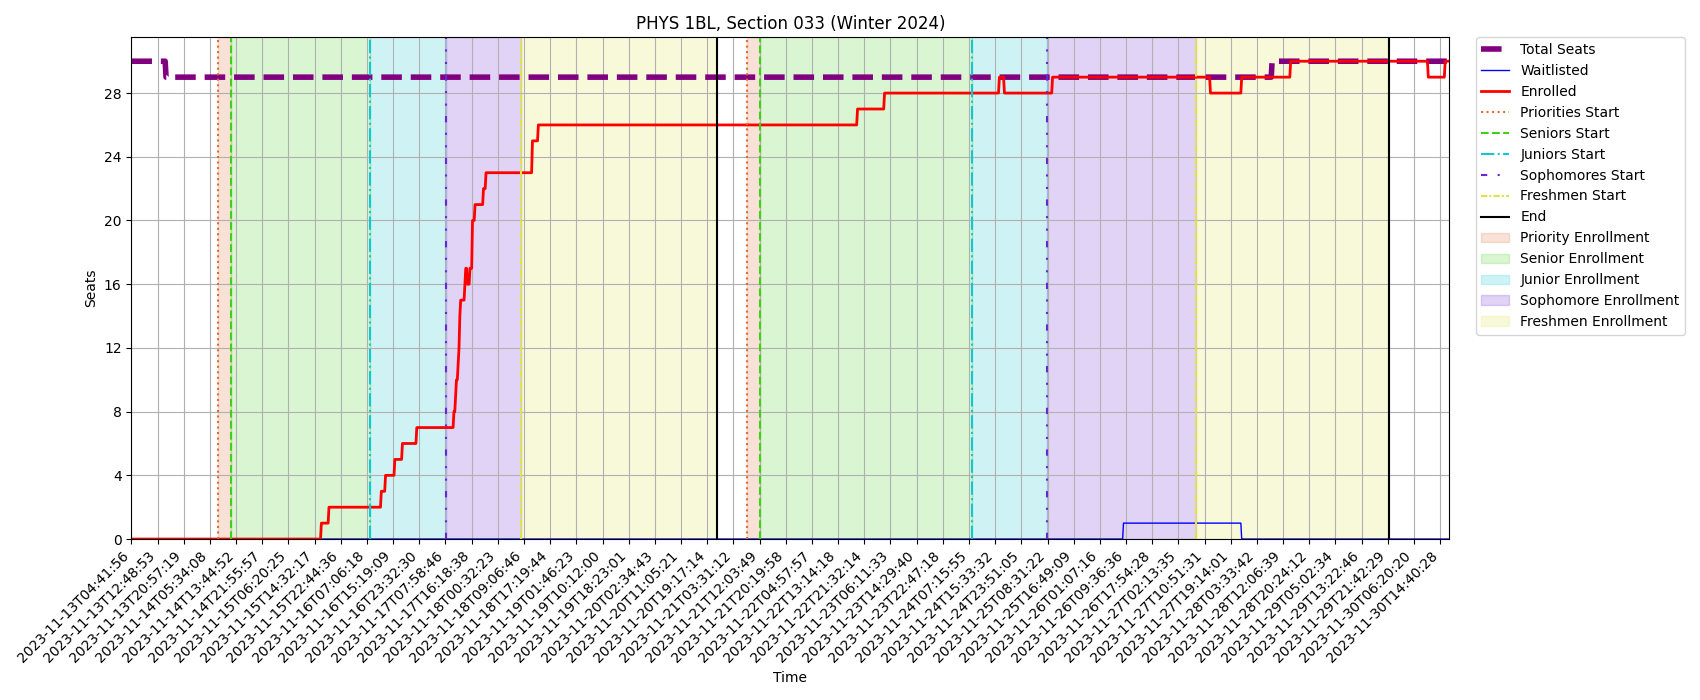 PHYS 1BL, Section 033 (Winter 2024)
Seats
28
24
20
16
12
8
4
0
2023-11-13T04:41:56
2023-11-13T12:48:53
2023-11-13T20:57:19
2023-11-14T05:34:08
2023-11-14T13:44:52
2023-11-14T21:55:57
2023-11-15T06:20:25
2023-11-15T14:32:17
2023-11-15T22:44:36
2023-11-16T07:06:18
2023-11-16T15:19:09
2023-11-16T23:32:30
2023-11-17T07:58:46
2023-11-17T16:18:38
2023-11-18T00:32:23
2023-11-18T09:06:46
2023-11-18T17:19:44
2023-11-19T01:46:23
2023-11-19T10:12:00
2023-11-19T18:23:01
2023-11-20T02:34:43
2023-11-20T11:05:21
2023-11-20T19:17:14
2023-11-21T03:31:12
2023-11-21T12:03:49
2023-11-21T20:19:58
2023-11-22T04:57:57
2023-11-22T13:14:18
2023-11-22T21:32:14
2023-11-23T06:11:33
2023-11-23T14:29:40
2023-11-23T22:47:18
2023-11-24T07:15:55
2023-11-24T15:33:32
2023-11-24T23:51:05
2023-11-25T08:31:22
2023-11-25T16:49:09
2023-11-26T01:07:16
2023-11-26T09:36:36
2023-11-26T17:54:28
2023-11-27T02:13:35
2023-11-27T10:51:31
2023-11-27T19:14:01
2023-11-28T03:33:42
2023-11-28T12:06:39
2023-11-28T20:24:12
2023-11-29T05:02:34
2023-11-29T13:22:46
2023-11-29T21:42:29
2023-11-30T06:20:20
2023-11-30T14:40:28
Time
Total Seats
Waitlisted
Enrolled
Priorities Start
Seniors Start
Juniors Start
Sophomores Start
Freshmen Start
End
Priority Enrollment
Senior Enrollment
Junior Enrollment
Sophomore Enrollment
Freshmen Enrollment